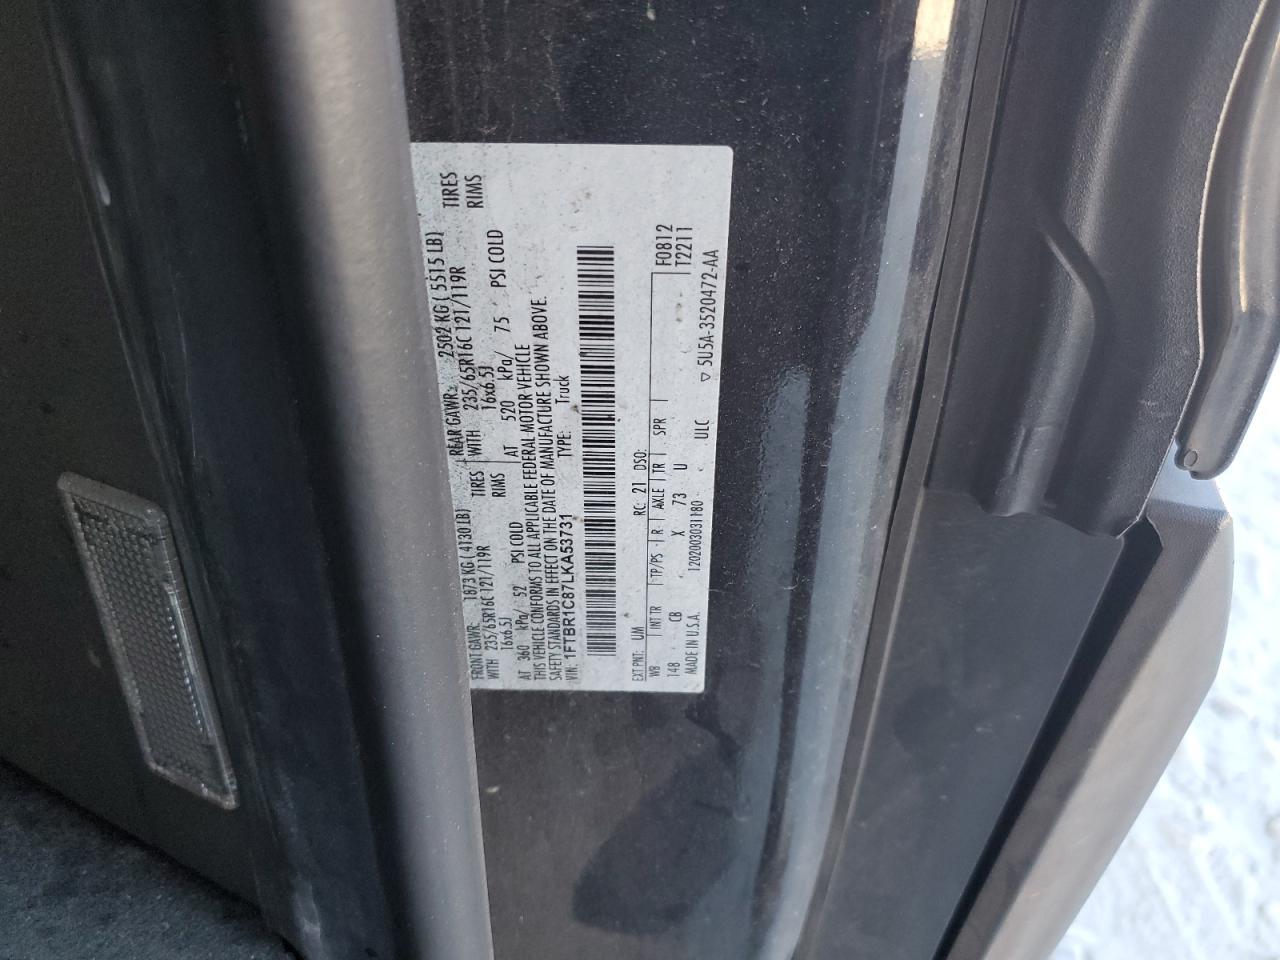 FRONT GAWR: 1873 KG ( 4130 LB) REAR GAWR: 2502 KG ( 5515 LB)
WITH 235/65R16C 121/119R TIRES WITH 235/65R16C 121/119R TIRES
16x6.5J RIMS 16x6.5J RIMS
AT 360 kPa/ 52 PSI COLD AT 520 kPa/ 75 PSI COLD
THIS VEHICLE CONFORMS TO ALL APPLICABLE FEDERAL MOTOR VEHICLE
SAFETY STANDARDS IN EFFECT ON THE DATE OF MANUFACTURE SHOWN ABOVE.
VIN: 1FTBR1C87LKA53731 TYPE: Truck
EXT PNT: UM RC: 21 DSO:
WB INT TR TP/PS R AXLE TR SPR F0812
148 CB X 73 U T2211
MADE IN U.S.A. 1202003031180 ULC ▽ 5U5A-3520472-AA